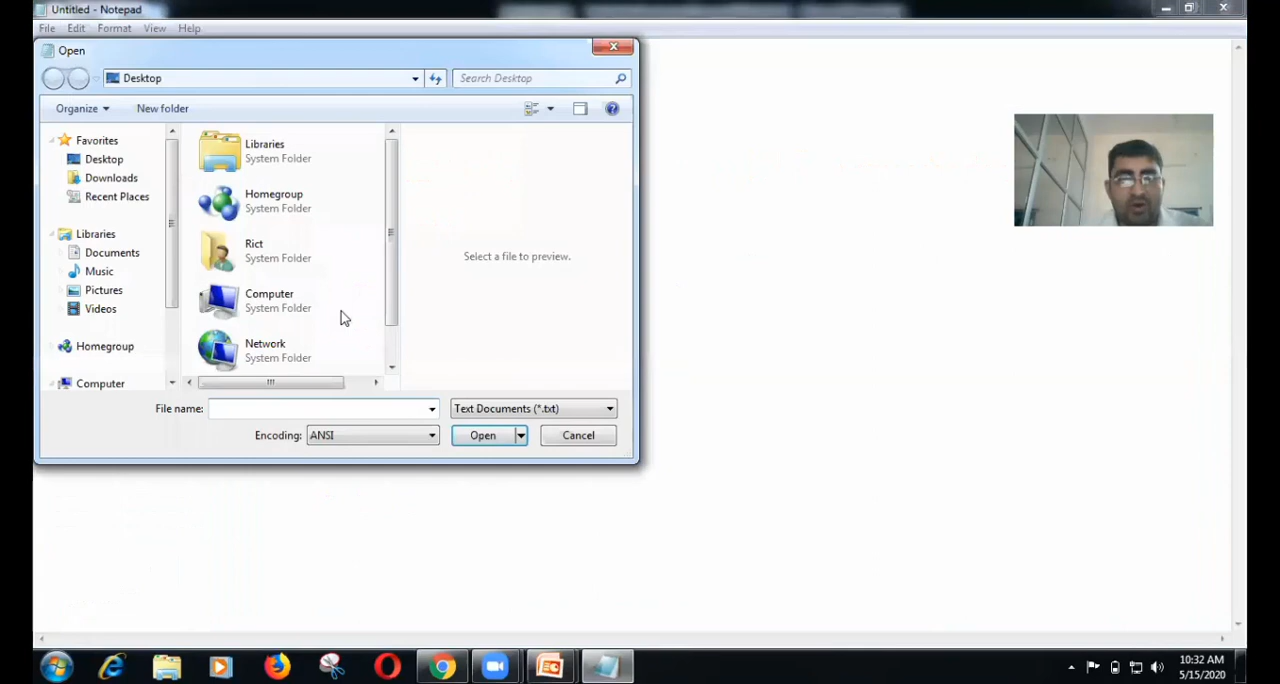 Untitled - Notepad
File Edit Format View Help
Open
Desktop
Search Desktop
Organize
New folder
Favorites
Desktop
Downloads
Recent Places
Libraries
Documents
Music
Pictures
Videos
Homegroup
Computer
Libraries
System Folder
Homegroup
System Folder
Rict
System Folder
Computer
System Folder
Network
System Folder
Select a file to preview.
File name:
Text Documents (*.txt)
Encoding: ANSI
Open
Cancel
10:32 AM
5/15/2020